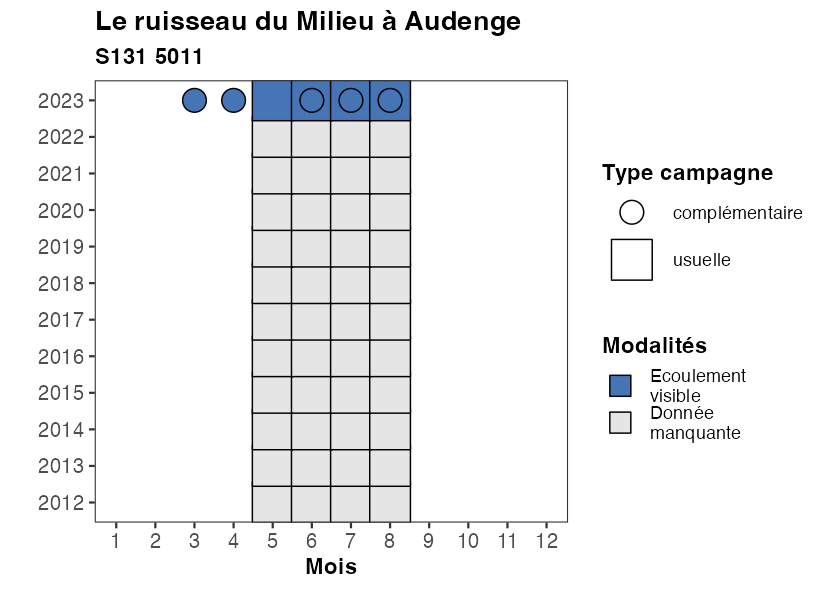 Le ruisseau du Milieu à Audenge
S131 5011
2023
2022
2021
2020
2019
2018
2017
2016
2015
2014
2013
2012
1 2 3 4 5 6 7 8 9 10 11 12
Mois
Type campagne
complémentaire
usuelle
Modalités
Ecoulement
visible
Donnée
manquante